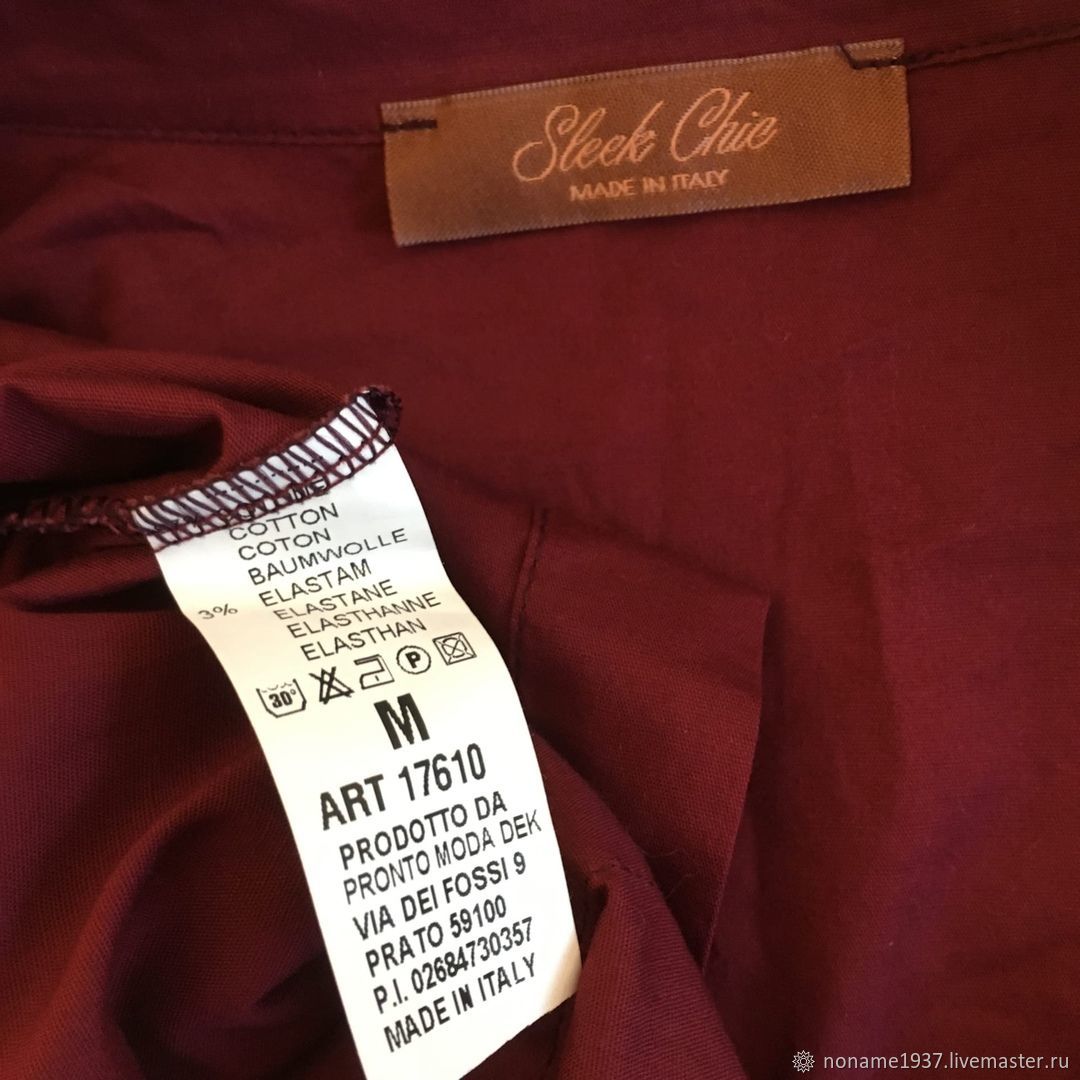 Sleek Chic
MADE IN ITALY
COTTON
COTON
BAUMWOLLE
3% ELASTAM
ELASTANE
ELASTHANNE
ELASTHAN
30° P
M
ART 17610
PRODOTTO DA
PRONTO MODA DEK
VIA DEI FOSSI 9
PRATO 59100
P.I. 02684730357
MADE IN ITALY
noname1937.livemaster.ru